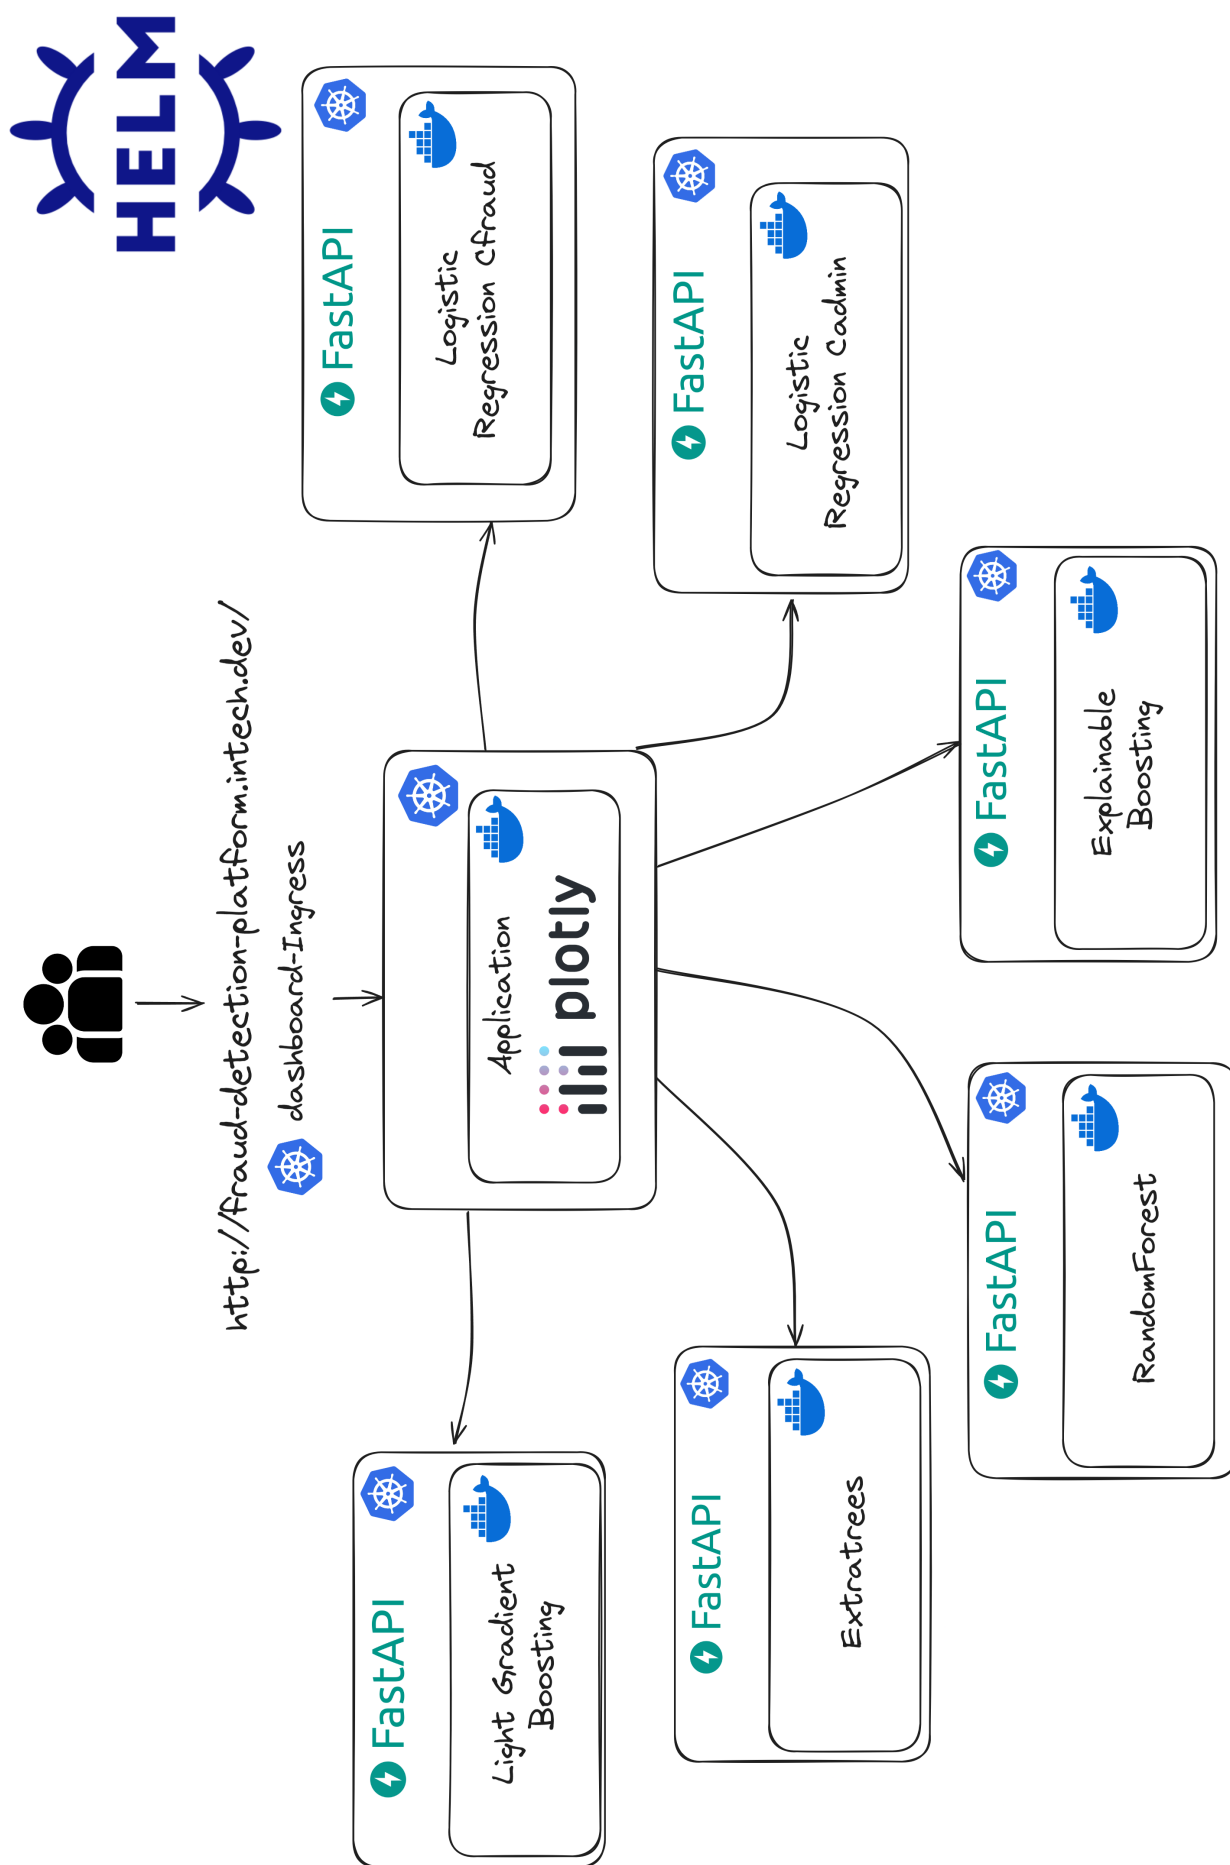 HELM
http://fraud-detection-platform.intech.dev/
dashboard-Ingress
Application
plotly
FastAPI
Light Gradient
Boosting
FastAPI
Extratrees
FastAPI
RandomForest
FastAPI
Explainable
Boosting
FastAPI
Logistic
Regression Cadmin
FastAPI
Logistic
Regression Cfraud